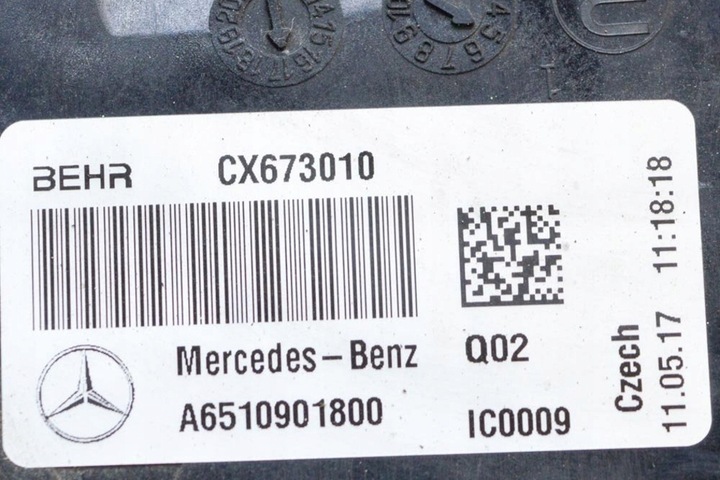 BEHR CX673010
Mercedes-Benz Q02
A6510901800 IC0009
Czech
11.05.17 11:18:18